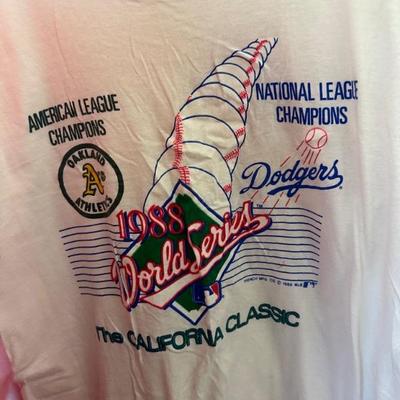 AMERICAN LEAGUE
CHAMPIONS
OAKLAND
A's
ATHLETICS
NATIONAL LEAGUE
CHAMPIONS
Dodgers
1988
World Series
The CALIFORNIA CLASSIC